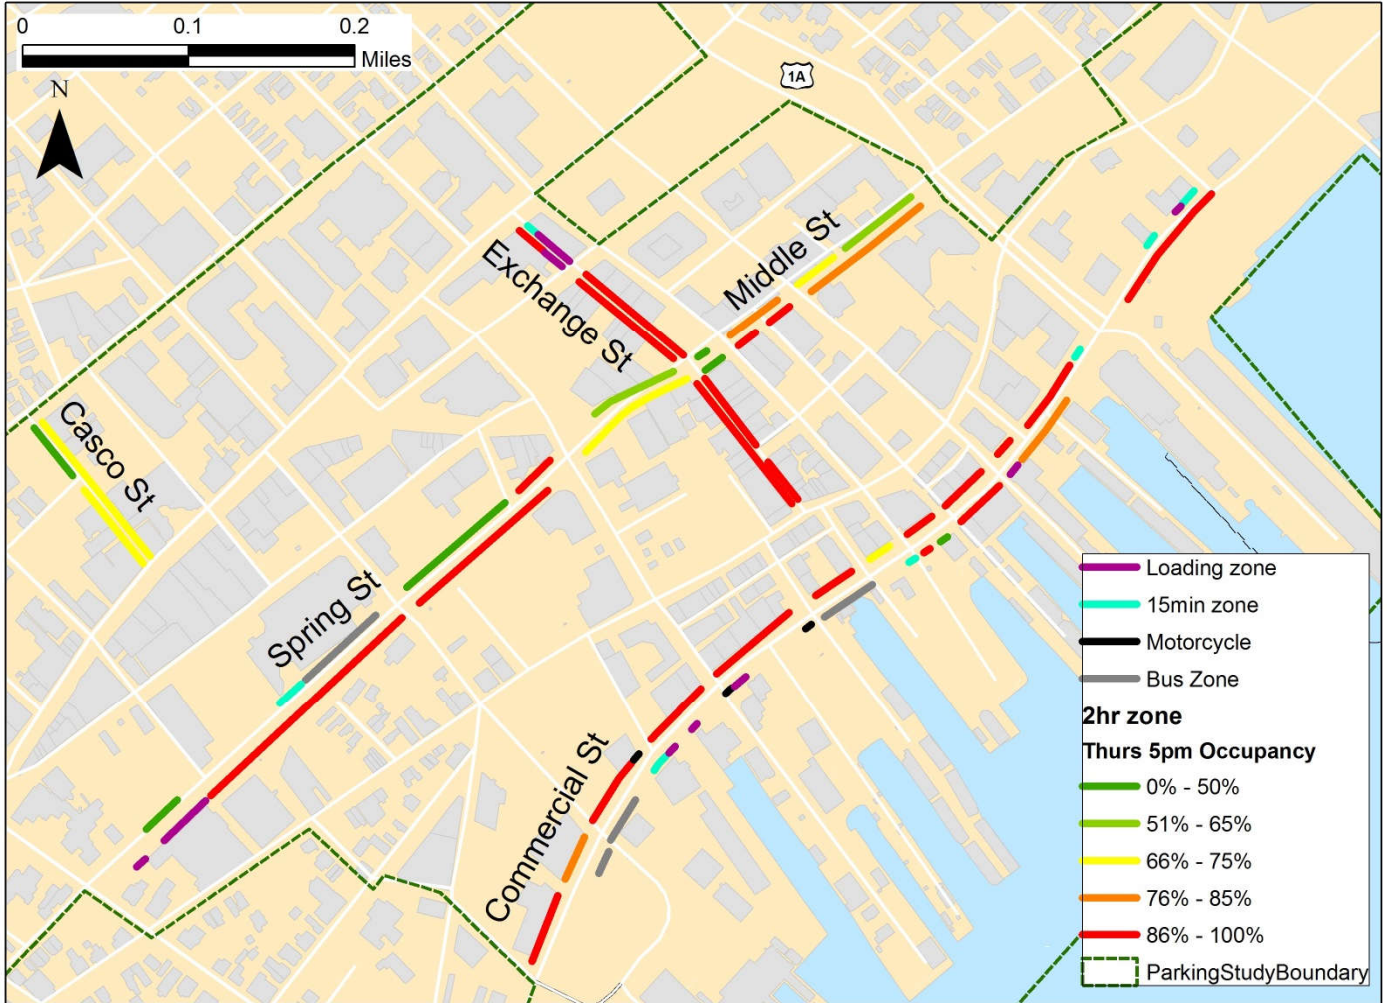 0 0.1 0.2
Miles
N
1A
Middle St
Exchange St
Casco St
Spring St
Commercial St
Loading zone
15min zone
Motorcycle
Bus Zone
2hr zone
Thurs 5pm Occupancy
0% - 50%
51% - 65%
66% - 75%
76% - 85%
86% - 100%
ParkingStudyBoundary